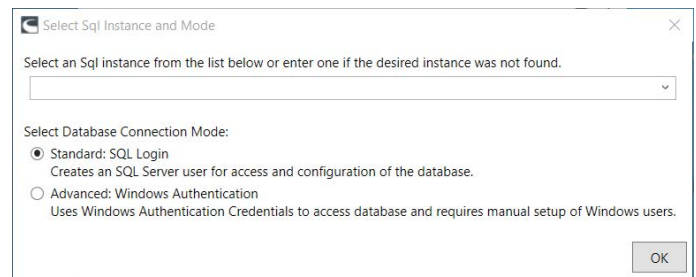 Select Sql Instance and Mode
Select an Sql instance from the list below or enter one if the desired instance was not found.
Select Database Connection Mode:
Standard: SQL Login
Creates an SQL Server user for access and configuration of the database.
Advanced: Windows Authentication
Uses Windows Authentication Credentials to access database and requires manual setup of Windows users.
OK